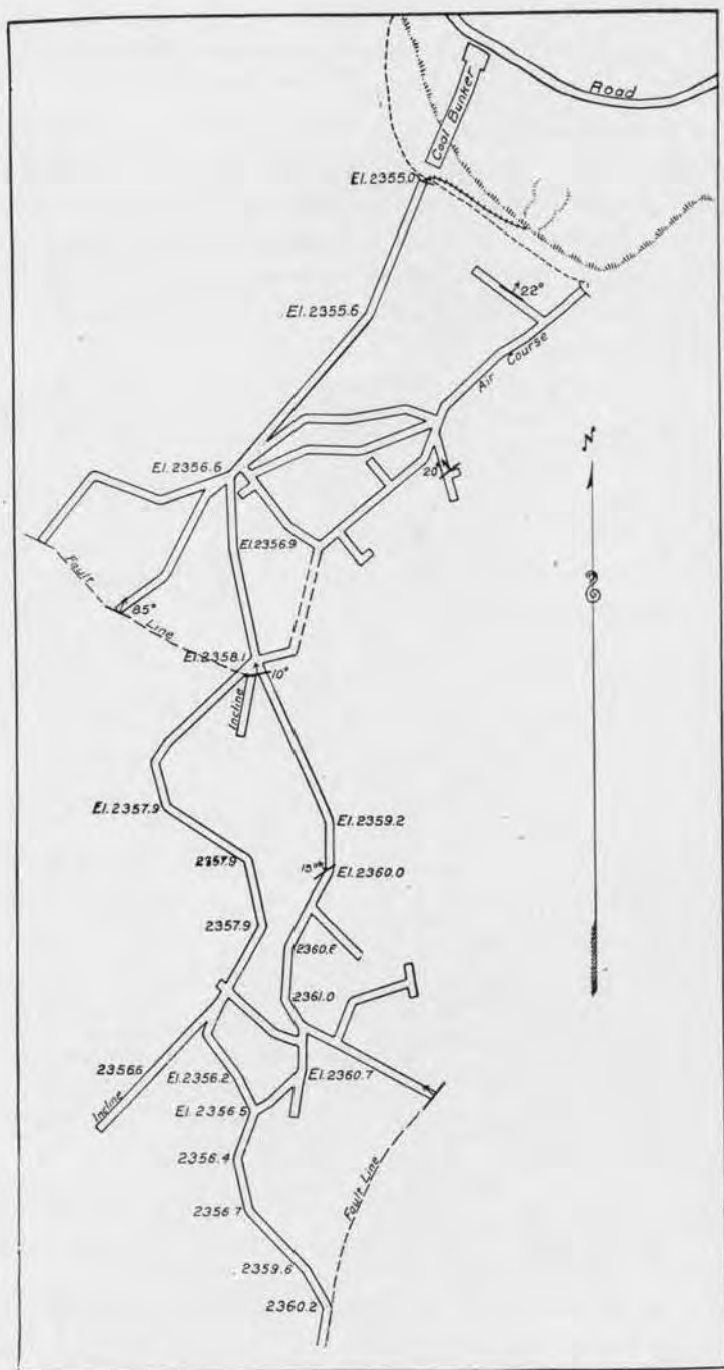 Road
Coal Bunker
El. 2355.0
22°
El. 2355.6
Air Course
N
El. 2356.6
20
El. 2356.9
Fault
Line
85°
El. 2358.1
10°
Incline
El. 2357.9
El. 2359.2
2357.9
El. 2360.0
2357.9
2361.0
2356.6
El. 2356.2
El. 2360.7
Incline
El. 2356.5
2356.4
Fault Line
2356.7
2359.6
2360.2